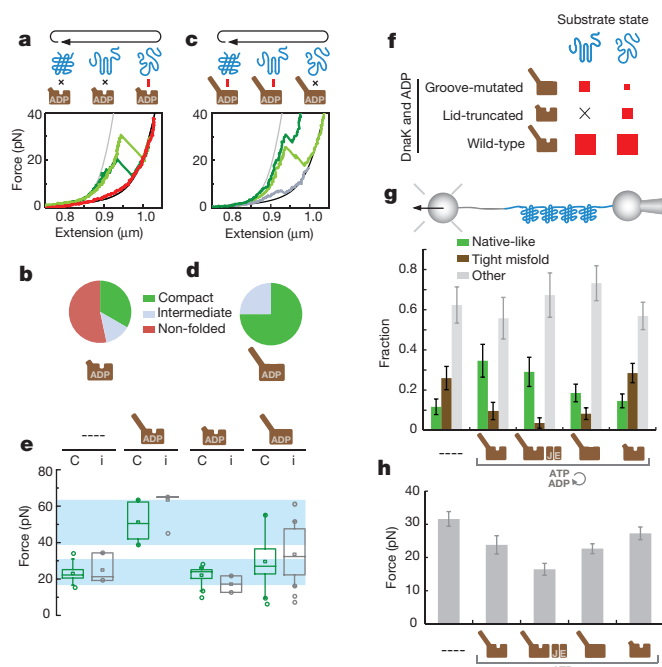 a
ADP ADP ADP
Force (pN)
40
20
0
0.8 0.9 1.0
Extension (μm)
c
ADP ADP ADP
40
20
0
0.8 0.9 1.0
Extension (μm)
b
ADP
Compact
Intermediate
Non-folded
d
ADP
e
---- ADP ADP ADP
C i C i C i C i
Force (pN)
80
60
40
20
0
f
Substrate state
DnaK and ADP
Groove-mutated
Lid-truncated
Wild-type
g
Native-like
Tight misfold
Other
Fraction
0.8
0.6
0.4
0.2
0
---- J E
ATP
ADP
h
Force (pN)
40
30
20
10
0
---- J E